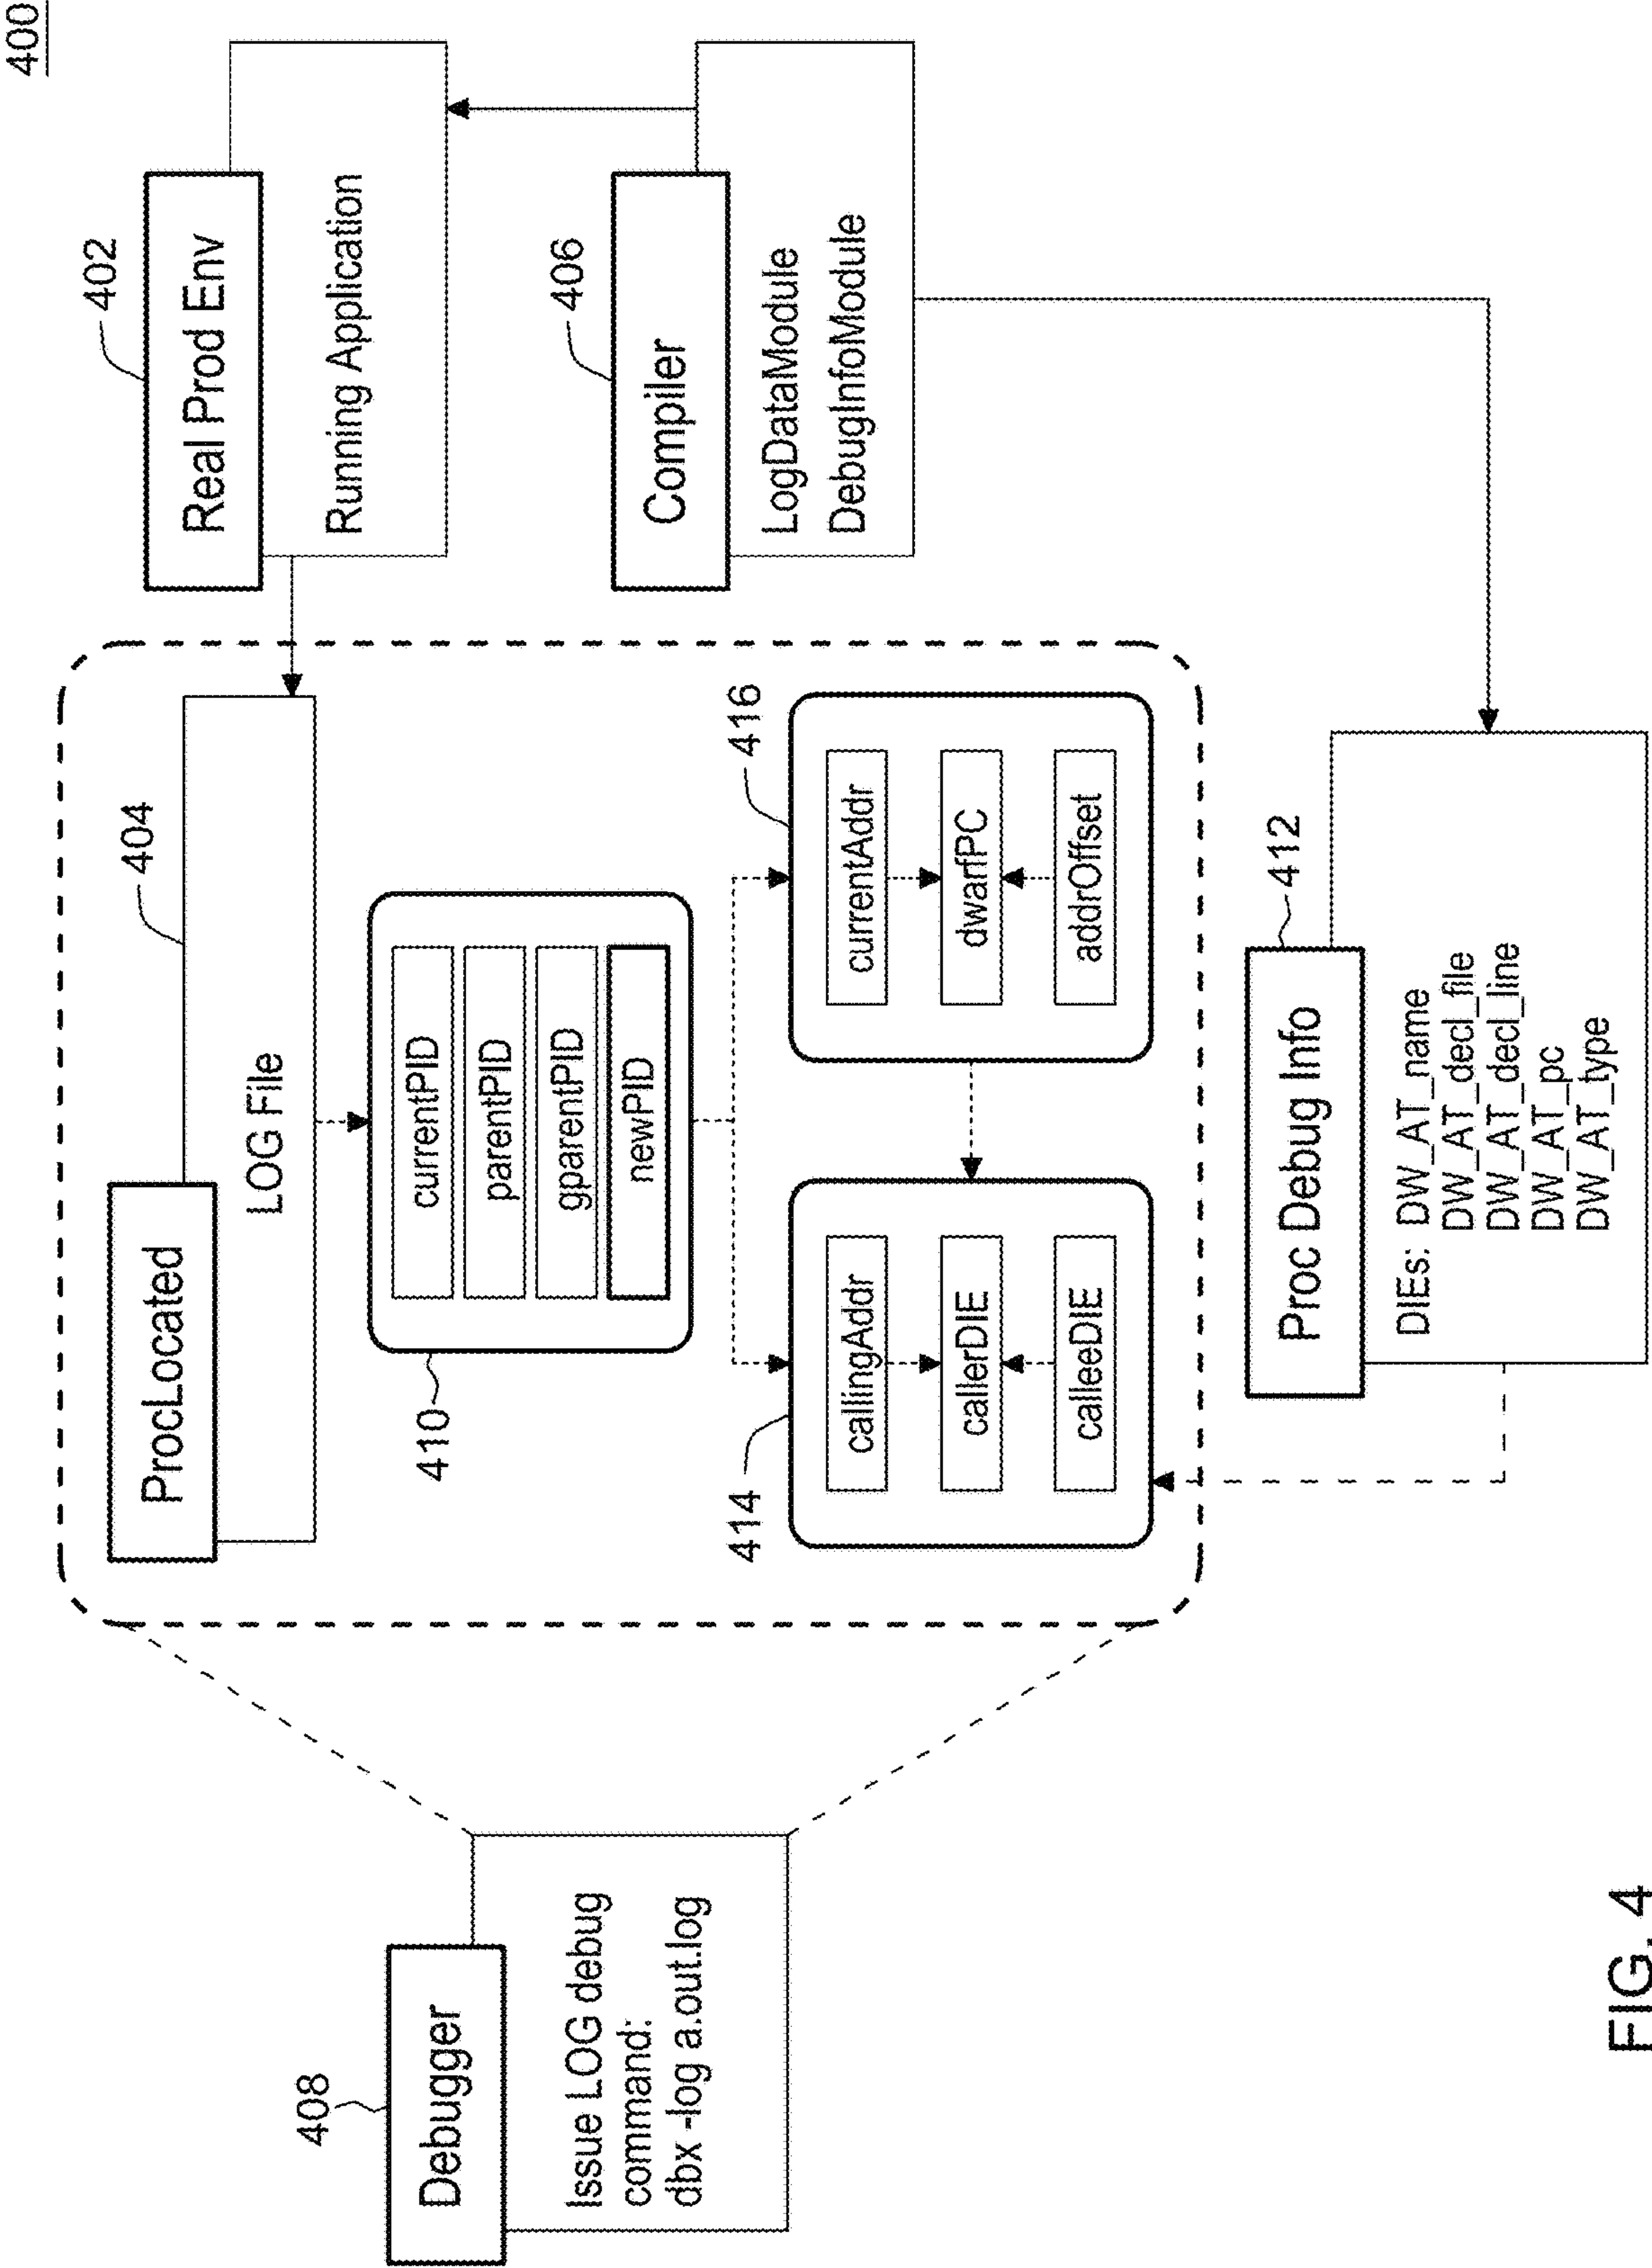 400
408
Debugger
Issue LOG debug
command:
dbx -log a.out.log
ProcLocated
404
LOG File
410
currentPID
parentPID
gparentPID
newPID
414
callingAddr
callerDIE
calleeDIE
416
currentAddr
dwarfPC
addrOffset
402
Real Prod Env
Running Application
406
Compiler
LogDataModule
DebugInfoModule
412
Proc Debug Info
DIEs: DW_AT_name
DW_AT_decl_file
DW_AT_decl_line
DW_AT_pc
DW_AT_type
FIG. 4